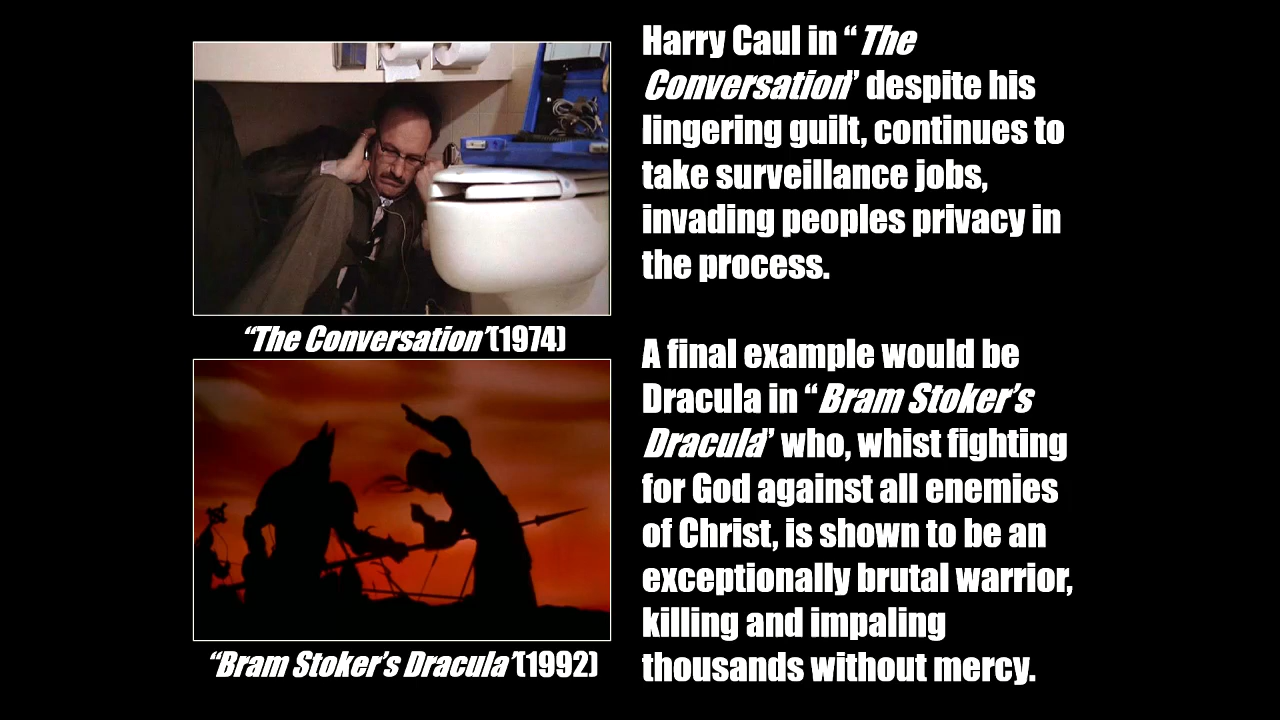 “The Conversation”(1974)
“Bram Stoker’s Dracula”(1992)
Harry Caul in “The
Conversation” despite his
lingering guilt, continues to
take surveillance jobs,
invading peoples privacy in
the process.
A final example would be
Dracula in “Bram Stoker’s
Dracula” who, whist fighting
for God against all enemies
of Christ, is shown to be an
exceptionally brutal warrior,
killing and impaling
thousands without mercy.